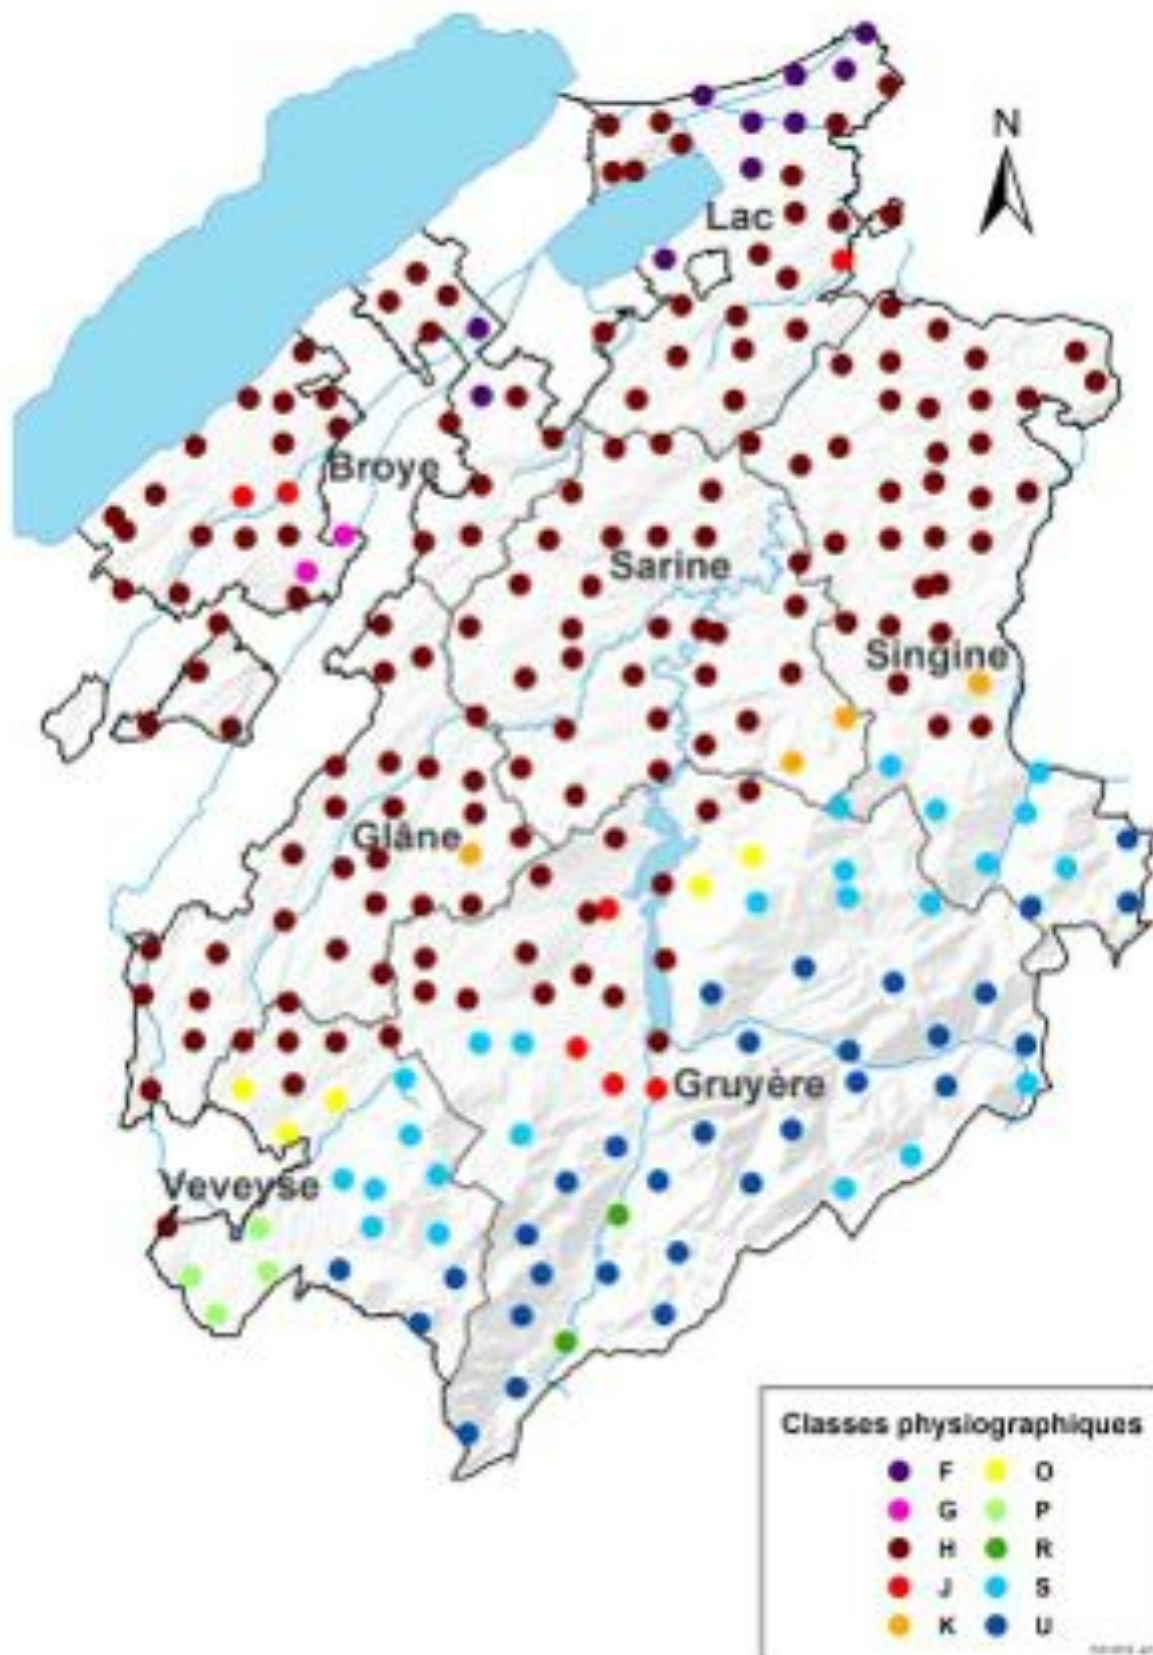 N
Lac
Broye
Sarine
Singine
Glâne
Gruyère
Veveyse
Classes physiographiques
F O
G P
H R
J S
K U